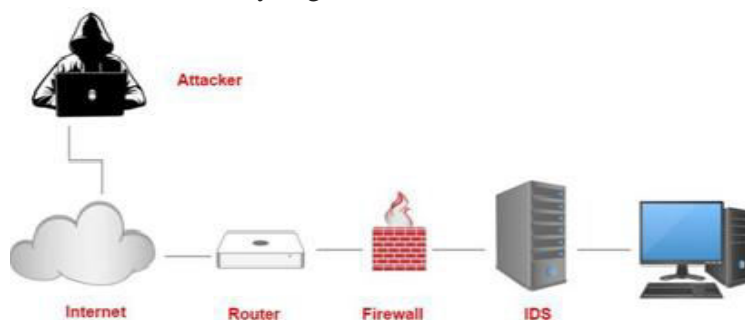 Attacker
Internet
Router
Firewall
IDS